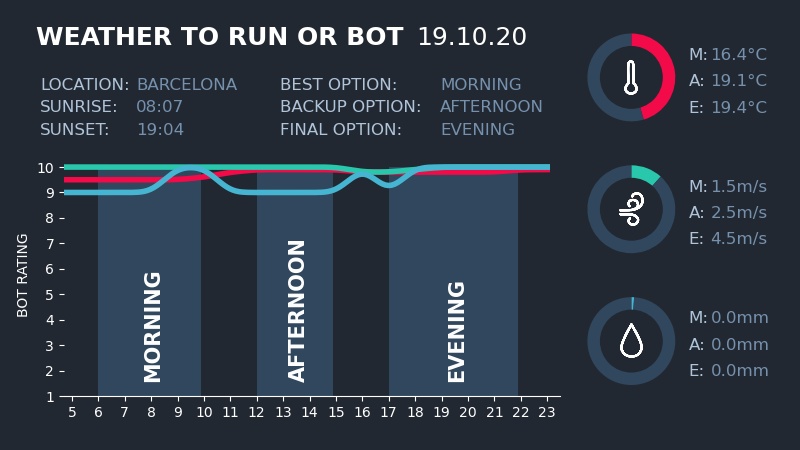 WEATHER TO RUN OR BOT 19.10.20
LOCATION: BARCELONA BEST OPTION: MORNING
SUNRISE: 08:07 BACKUP OPTION: AFTERNOON
SUNSET: 19:04 FINAL OPTION: EVENING
M: 16.4°C
A: 19.1°C
E: 19.4°C
M: 1.5m/s
A: 2.5m/s
E: 4.5m/s
M: 0.0mm
A: 0.0mm
E: 0.0mm
BOT RATING
10
9
8
7
6
5
4
3
2
1
MORNING
AFTERNOON
EVENING
5 6 7 8 9 10 11 12 13 14 15 16 17 18 19 20 21 22 23